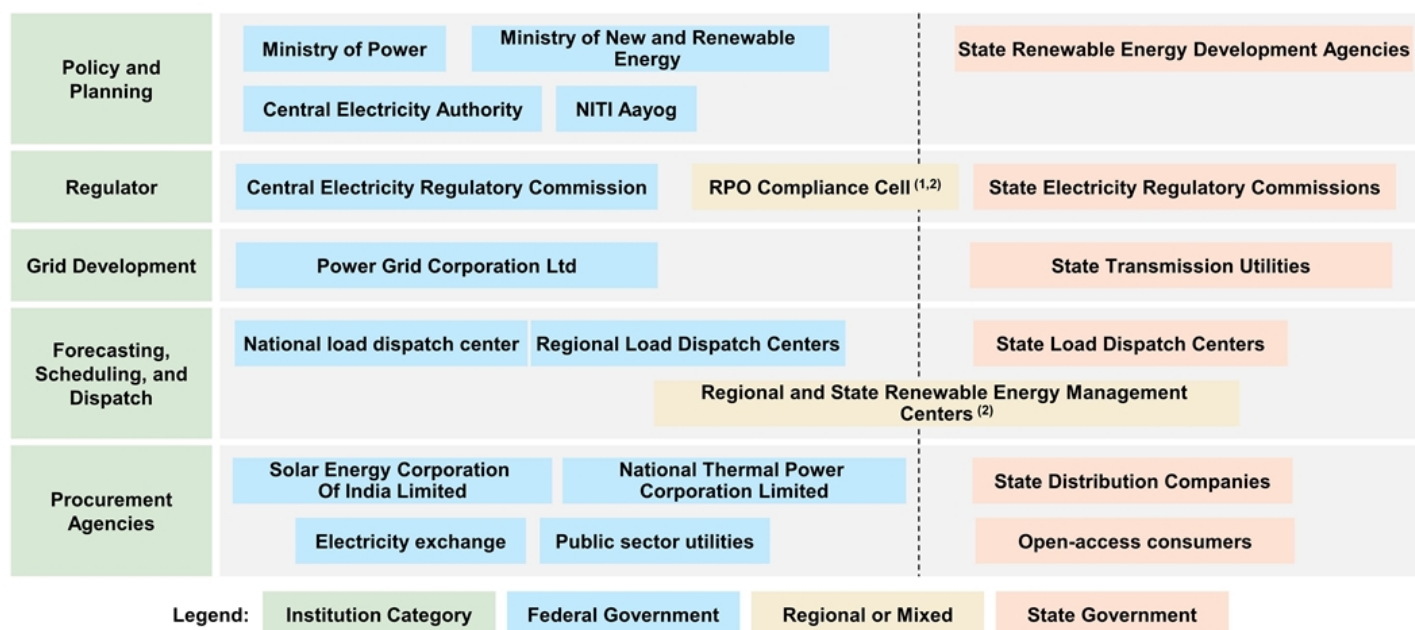 Policy and
Planning
Ministry of Power
Ministry of New and Renewable
Energy
State Renewable Energy Development Agencies
Central Electricity Authority
NITI Aayog
Regulator
Central Electricity Regulatory Commission
RPO Compliance Cell (1,2)
State Electricity Regulatory Commissions
Grid Development
Power Grid Corporation Ltd
State Transmission Utilities
Forecasting,
Scheduling, and
Dispatch
National load dispatch center
Regional Load Dispatch Centers
State Load Dispatch Centers
Regional and State Renewable Energy Management
Centers (2)
Procurement
Agencies
Solar Energy Corporation
Of India Limited
National Thermal Power
Corporation Limited
State Distribution Companies
Electricity exchange
Public sector utilities
Open-access consumers
Legend:
Institution Category
Federal Government
Regional or Mixed
State Government